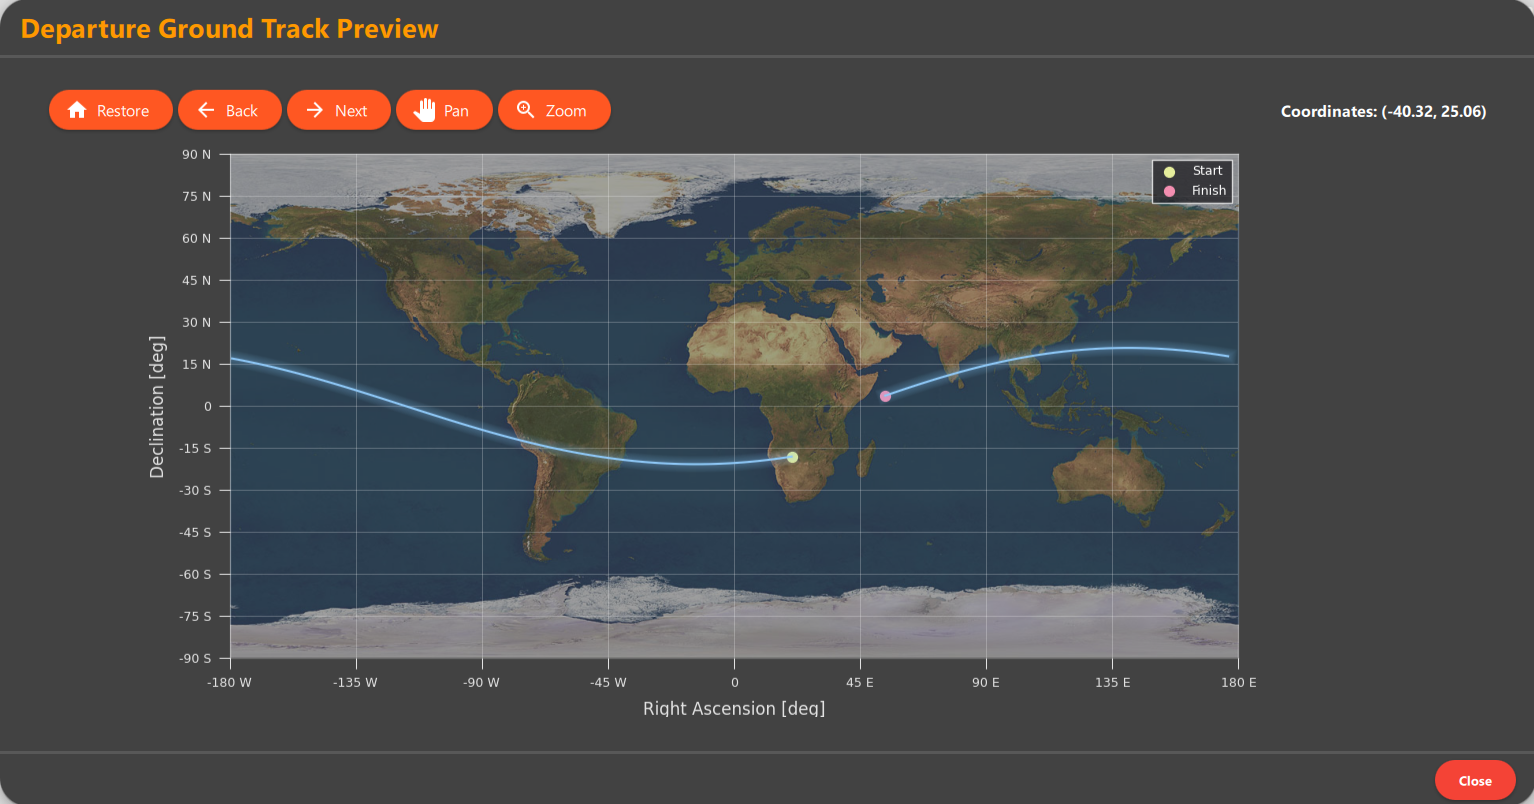 Departure Ground Track Preview
Restore Back Next Pan Zoom
Coordinates: (-40.32, 25.06)
Start
Finish
90 N
75 N
60 N
45 N
30 N
15 N
0
-15 S
-30 S
-45 S
-60 S
-75 S
-90 S
Declination [deg]
-180 W -135 W -90 W -45 W 0 45 E 90 E 135 E 180 E
Right Ascension [deg]
Close